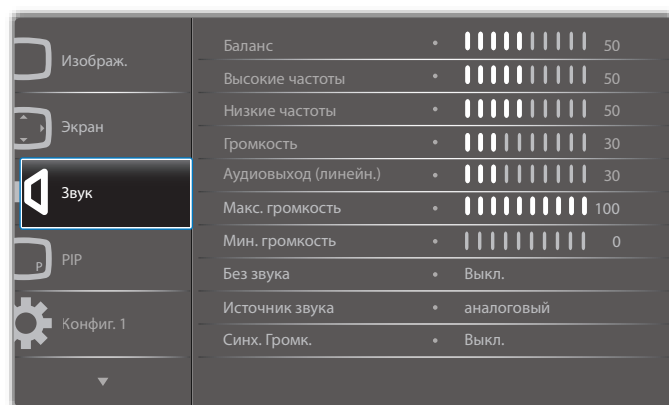 Изображ.
Экран
Звук
P
PIP
Конфиг. 1
Баланс • 50
Высокие частоты • 50
Низкие частоты • 50
Громкость • 30
Аудиовыход (линейн.) • 30
Макс. громкость • 100
Мин. громкость • 0
Без звука • Выкл.
Источник звука • аналоговый
Синх. Громк. • Выкл.